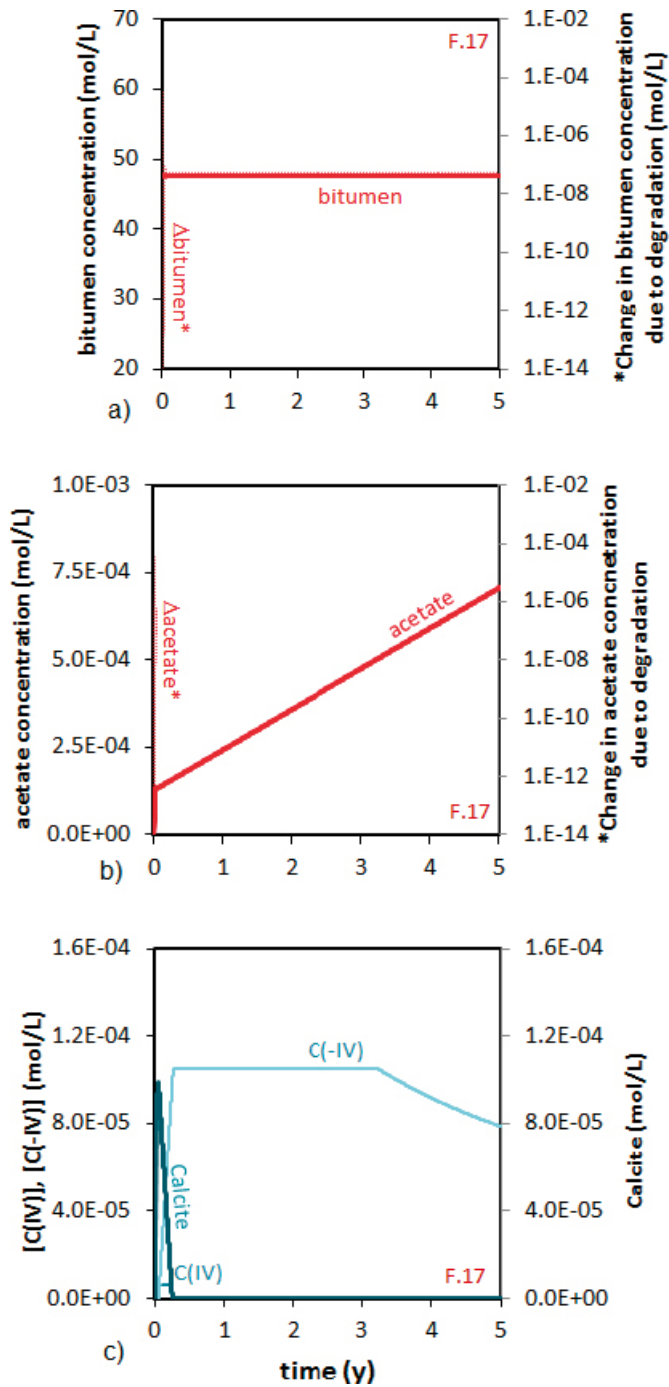 bitumen concentration (mol/L)
70
60
50
40
30
20
F.17
bitumen
Δbitumen*
1.E-02
1.E-04
1.E-06
1.E-08
1.E-10
1.E-12
1.E-14
*Change in bitumen concentration
due to degradation (mol/L)
0 1 2 3 4 5
a)
acetate concentration (mol/L)
1.0E-03
7.5E-04
5.0E-04
2.5E-04
0.0E+00
Δacetate*
acetate
F.17
1.E-02
1.E-04
1.E-06
1.E-08
1.E-10
1.E-12
1.E-14
*Change in acetate concnetration
due to degradation
0 1 2 3 4 5
b)
[C(IV)], [C(-IV)] (mol/L)
1.6E-04
1.2E-04
8.0E-05
4.0E-05
0.0E+00
C(-IV)
Calcite
C(IV)
F.17
1.6E-04
1.2E-04
8.0E-05
4.0E-05
0.0E+00
Calcite (mol/L)
0 1 2 3 4 5
c)
time (y)